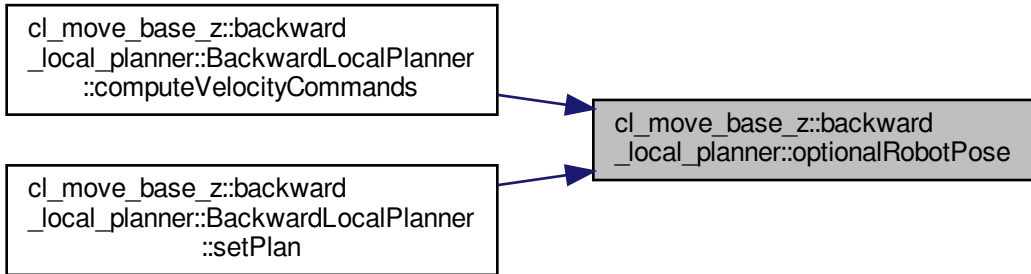 cl_move_base_z::backward
_local_planner::BackwardLocalPlanner
::computeVelocityCommands
cl_move_base_z::backward
_local_planner::optionalRobotPose
cl_move_base_z::backward
_local_planner::BackwardLocalPlanner
::setPlan